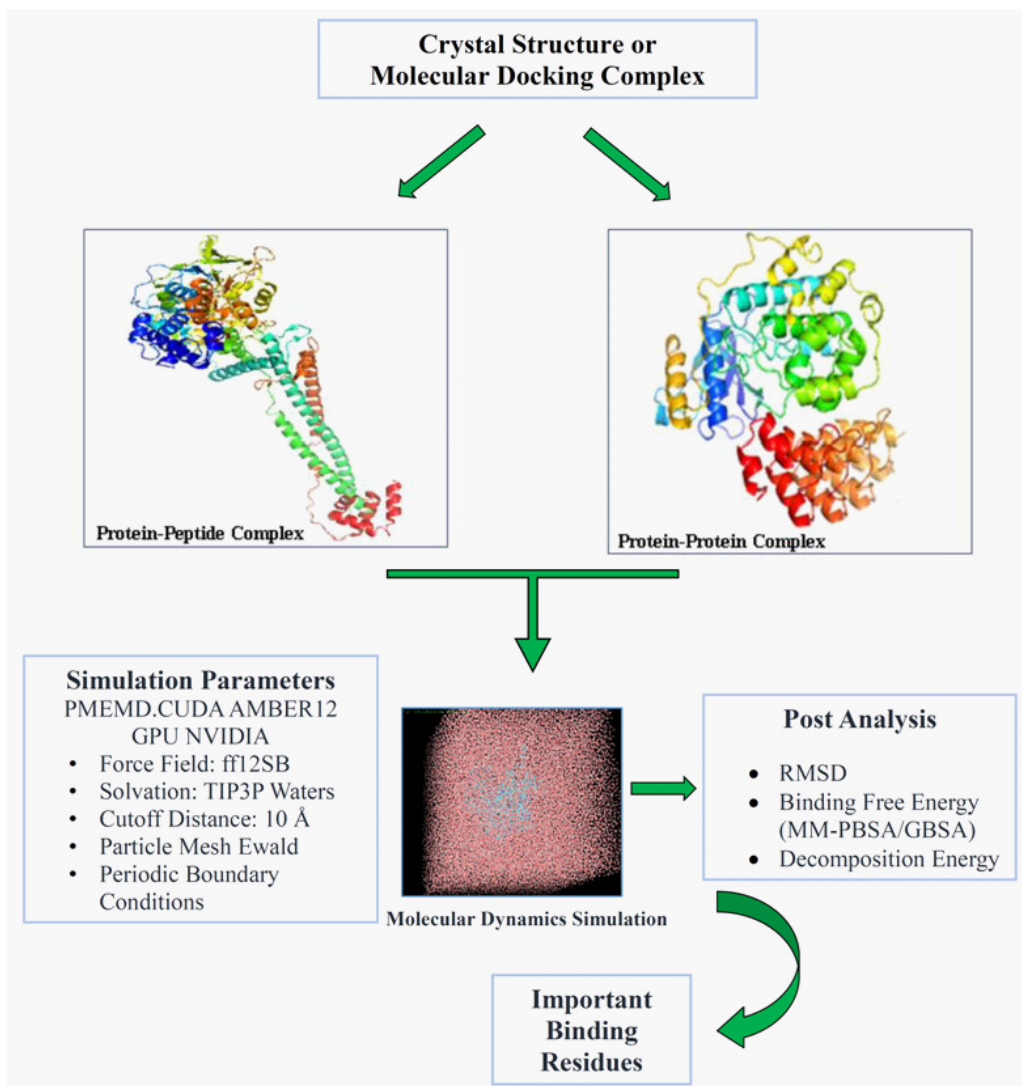 Crystal Structure or
Molecular Docking Complex
Protein-Peptide Complex
Protein-Protein Complex
Simulation Parameters
PMEMD.CUDA AMBER12
GPU NVIDIA
• Force Field: ff12SB
• Solvation: TIP3P Waters
• Cutoff Distance: 10 Å
• Particle Mesh Ewald
• Periodic Boundary
Conditions
Molecular Dynamics Simulation
Post Analysis
• RMSD
• Binding Free Energy
(MM-PBSA/GBSA)
• Decomposition Energy
Important
Binding
Residues